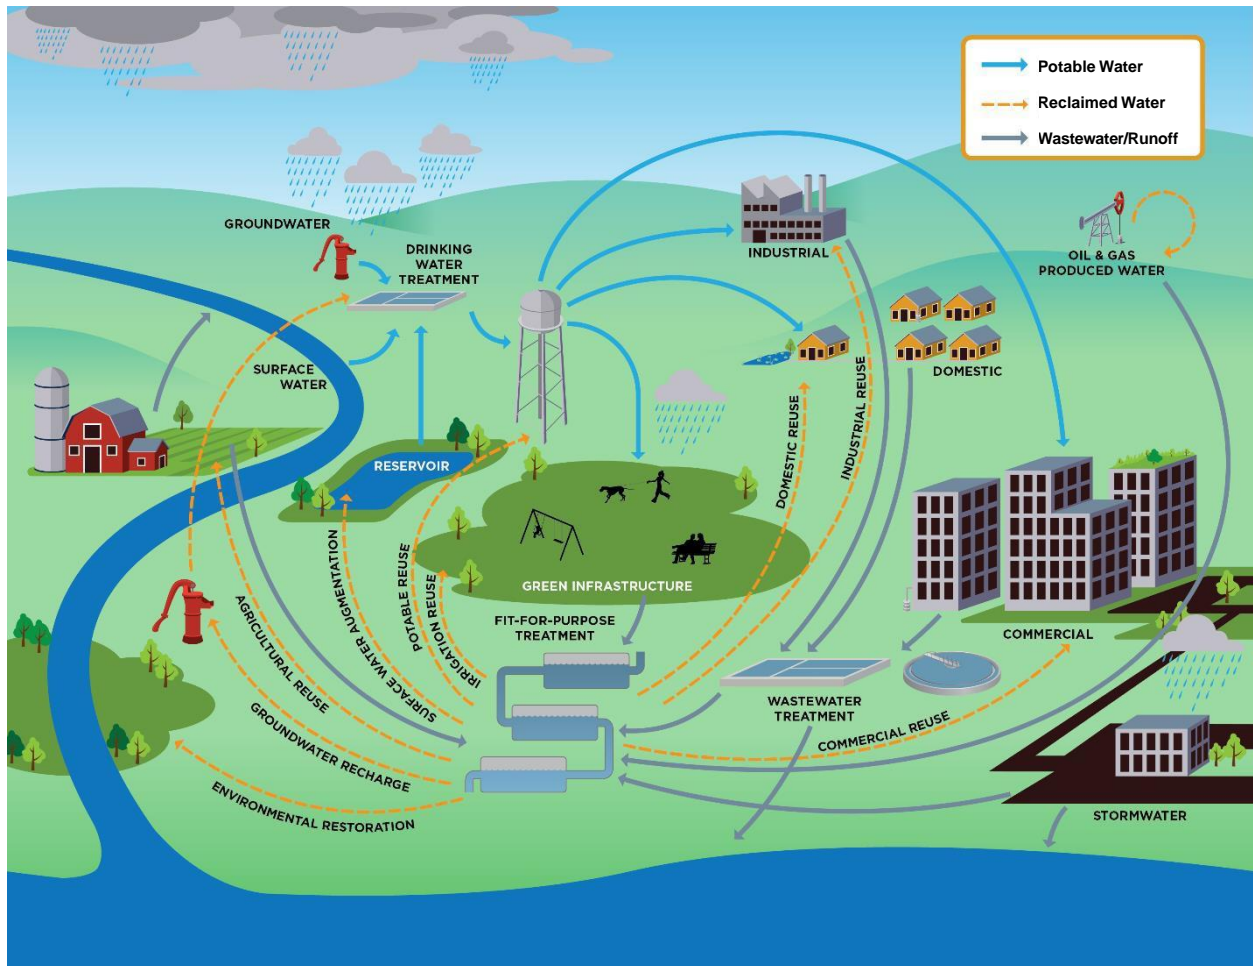 Potable Water
Reclaimed Water
Wastewater/Runoff
GROUNDWATER
DRINKING
WATER
TREATMENT
INDUSTRIAL
OIL & GAS
PRODUCED WATER
SURFACE
WATER
DOMESTIC
RESERVOIR
DOMESTIC REUSE
INDUSTRIAL REUSE
GREEN INFRASTRUCTURE
FIT-FOR-PURPOSE
TREATMENT
POTABLE REUSE
IRRIGATION REUSE
SURFACE WATER AUGMENTATION
AGRICULTURAL REUSE
GROUNDWATER RECHARGE
ENVIRONMENTAL RESTORATION
COMMERCIAL
WASTEWATER
TREATMENT
COMMERCIAL REUSE
STORMWATER